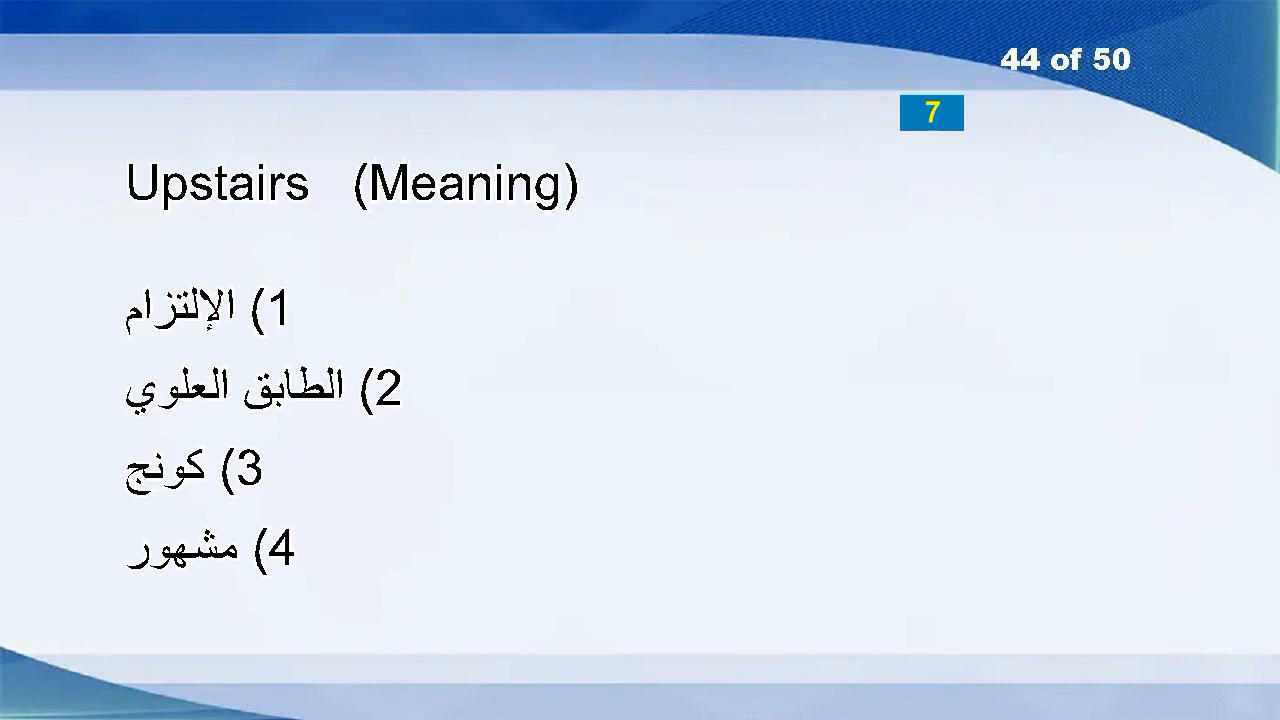 44 of 50
7
Upstairs (Meaning)
1) الإلتزام
2) الطابق العلوي
3) كونج
4) مشهور